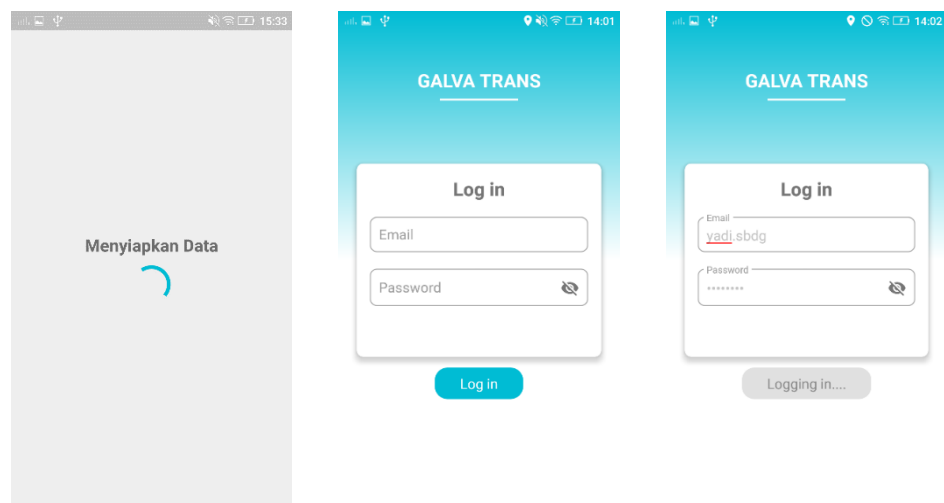 15:33
Menyiapkan Data
14:01
GALVA TRANS
Log in
Email
Password
Log in
14:02
GALVA TRANS
Log in
Email
yadi.sbdg
Password
••••••••
Logging in....